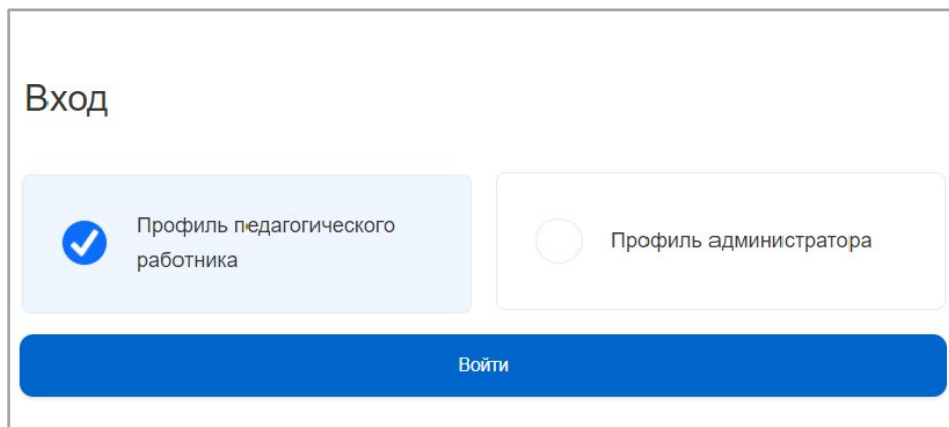 Вход
Профиль педагогического
работника
Профиль администратора
Войти